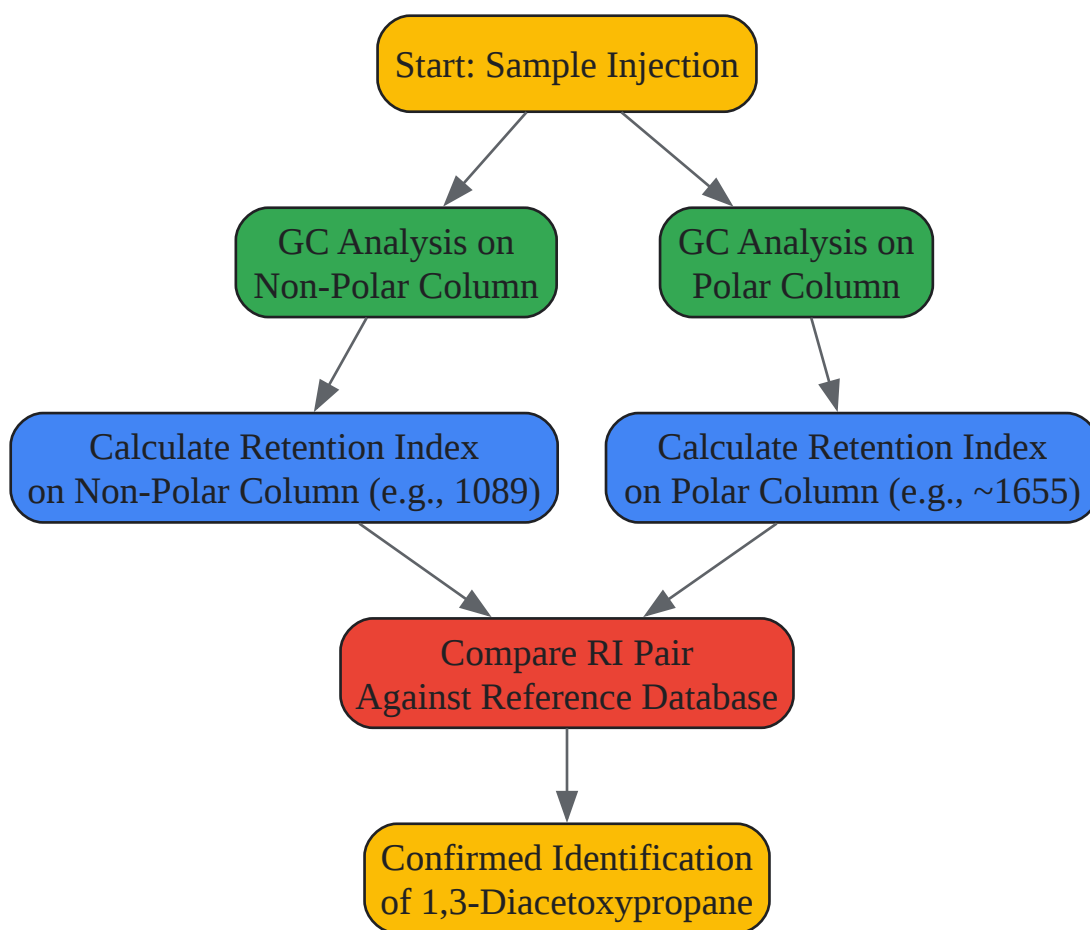 Start: Sample Injection
GC Analysis on
Non-Polar Column
GC Analysis on
Polar Column
Calculate Retention Index
on Non-Polar Column (e.g., 1089)
Calculate Retention Index
on Polar Column (e.g., ~1655)
Compare RI Pair
Against Reference Database
Confirmed Identification
of 1,3-Diacetoxypropane